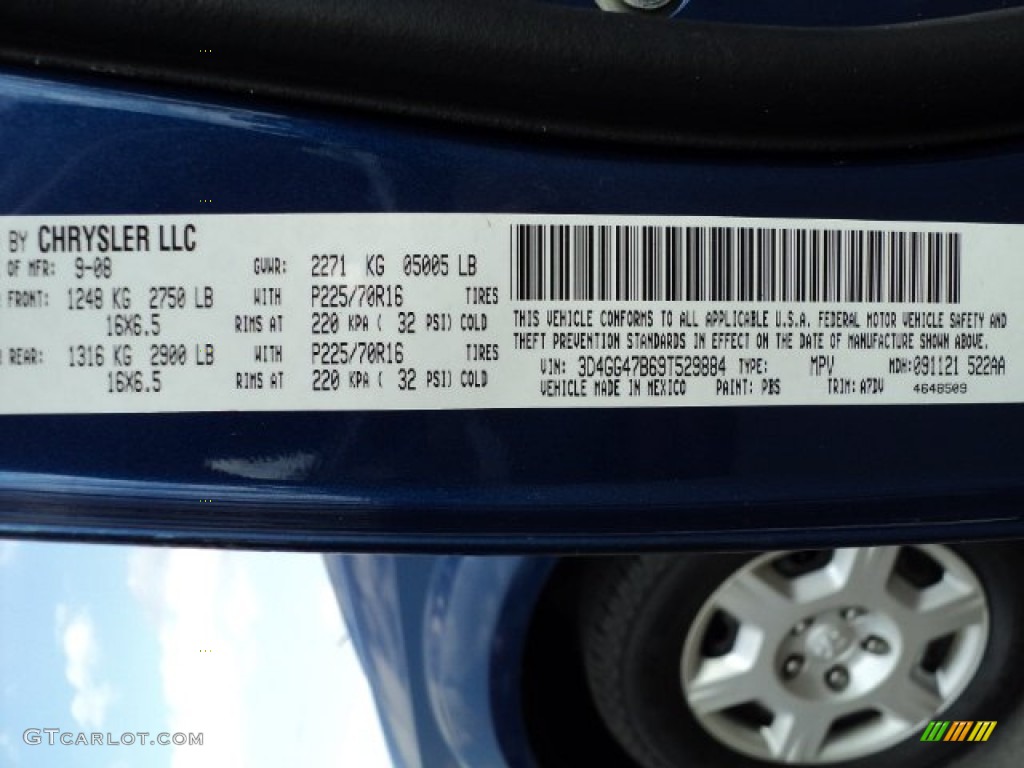 BY CHRYSLER LLC
OF MFR: 9-08 GVWR: 2271 KG 05005 LB
FRONT: 1248 KG 2750 LB WITH P225/70R16 TIRES
16X6.5 RIMS AT 220 KPA ( 32 PSI) COLD
REAR: 1316 KG 2900 LB WITH P225/70R16 TIRES
16X6.5 RIMS AT 220 KPA ( 32 PSI) COLD
THIS VEHICLE CONFORMS TO ALL APPLICABLE U.S.A. FEDERAL MOTOR VEHICLE SAFETY AND
THEFT PREVENTION STANDARDS IN EFFECT ON THE DATE OF MANUFACTURE SHOWN ABOVE.
VIN: 3D4GG47B69T529884 TYPE: MPV MDH: 091121 522AA
VEHICLE MADE IN MEXICO PAINT: PBS TRIM: A7DV 4648509
GTCARLOT.COM